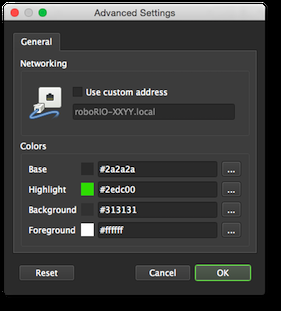 Advanced Settings
General
Networking
Use custom address
roboRIO-XXYY.local
Colors
Base #2a2a2a ...
Highlight #2edc00 ...
Background #313131 ...
Foreground #ffffff ...
Reset Cancel OK